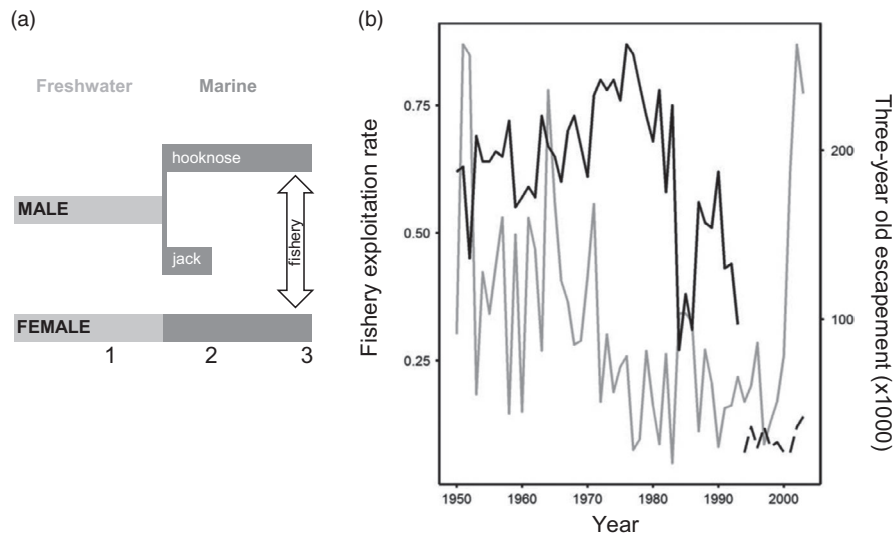 (a)
Freshwater
Marine
hooknose
MALE
jack
fishery
FEMALE
1
2
3
(b)
Fishery exploitation rate
0.75
0.50
0.25
1950
1960
1970
1980
1990
2000
Year
200
100
Three-year old escapement (x1000)